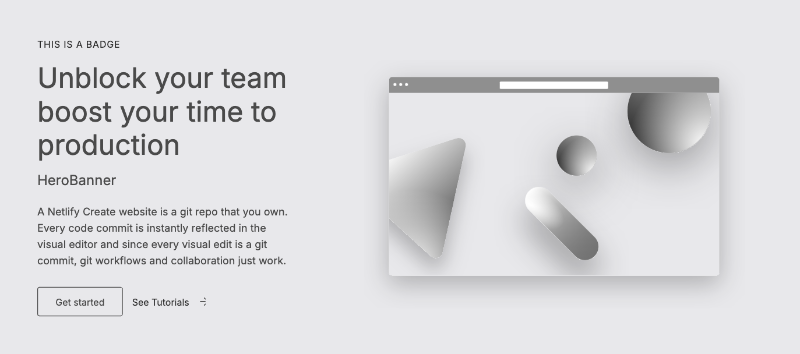 THIS IS A BADGE
Unblock your team
boost your time to
production
HeroBanner
A Netlify Create website is a git repo that you own.
Every code commit is instantly reflected in the
visual editor and since every visual edit is a git
commit, git workflows and collaboration just work.
Get started
See Tutorials